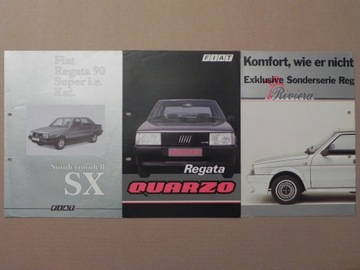 Fiat
Regata 90
Super i.e.
Kat.
Sondermodell
SX
FIAT
FIAT
Regata
QUARZO
Komfort, wie er nicht
Exklusive Sonderserie Reg
Riviera